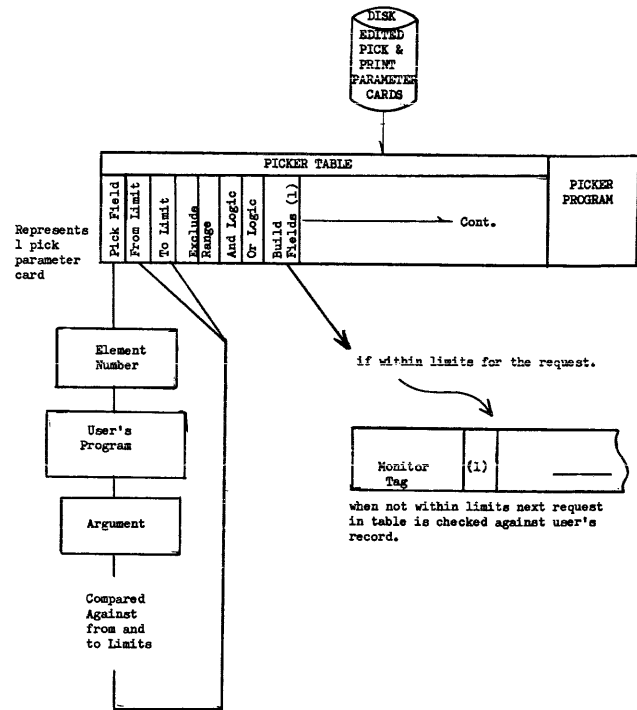 DISK
EDITED
PICK &
PRINT
PARAMETER
CARDS
PICKER TABLE
PICKER
PROGRAM
Represents
1 pick
parameter
card
Pick Field
From Limit
To Limit
Exclude
Range
And Logic
Or Logic
Build
Fields (1)
Cont.
Element
Number
User's
Program
Argument
Compared
Against
from and
to Limits
if within limits for the request.
Monitor
Tag
(1)
when not within limits next request
in table is checked against user's
record.